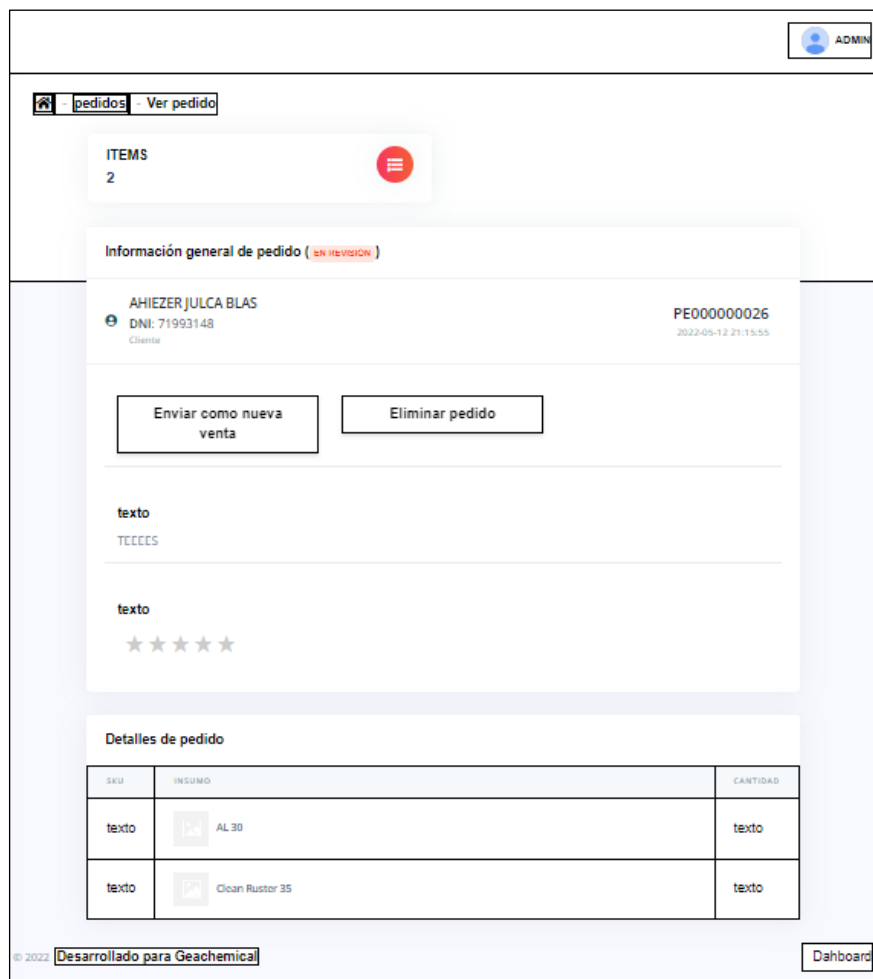 ADMIN
- pedidos - Ver pedido
ITEMS
2
Información general de pedido ( EN REVISIÓN )
AHIEZER JULCA BLAS
DNI: 71993148
Cliente
PE000000026
2022-05-12 21:15:55
Enviar como nueva
venta
Eliminar pedido
texto
TEEEES
texto
Detalles de pedido
SKU INSUMO CANTIDAD
texto AL 30 texto
texto Clean Ruster 35 texto
© 2022 Desarrollado para Geachemical Dahboard